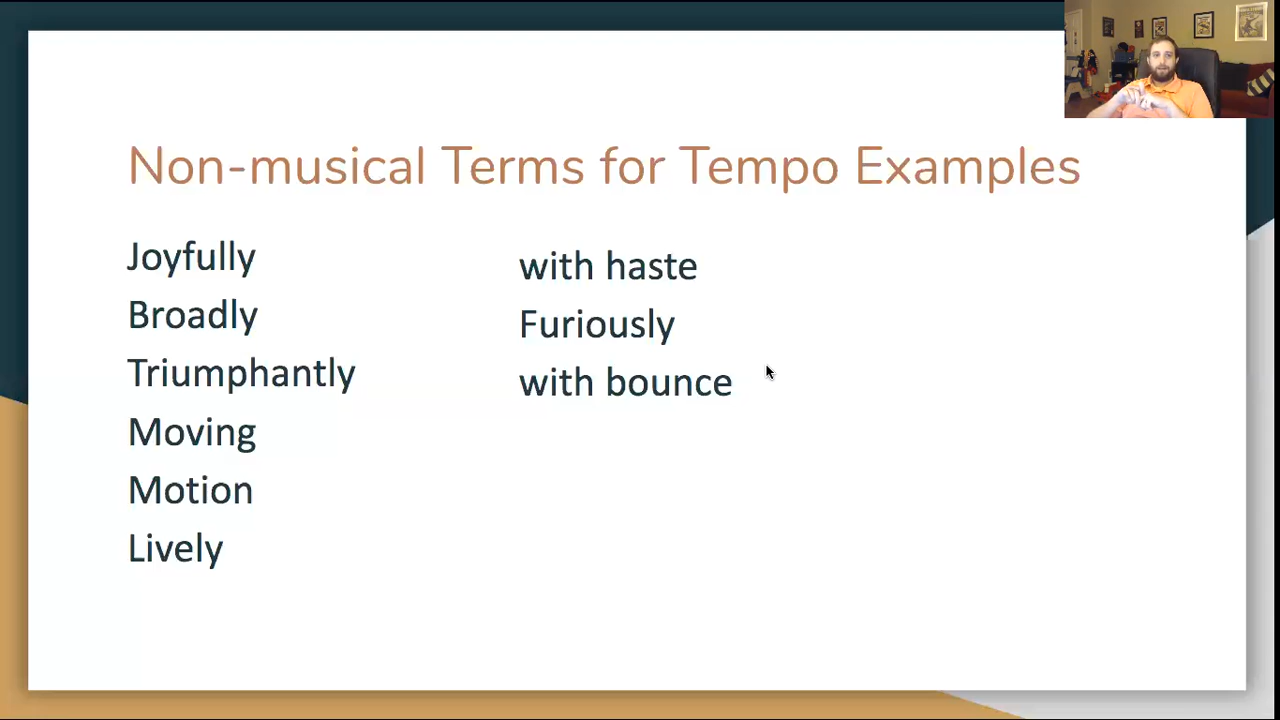 Non-musical Terms for Tempo Examples
Joyfully
Broadly
Triumphantly
Moving
Motion
Lively
with haste
Furiously
with bounce